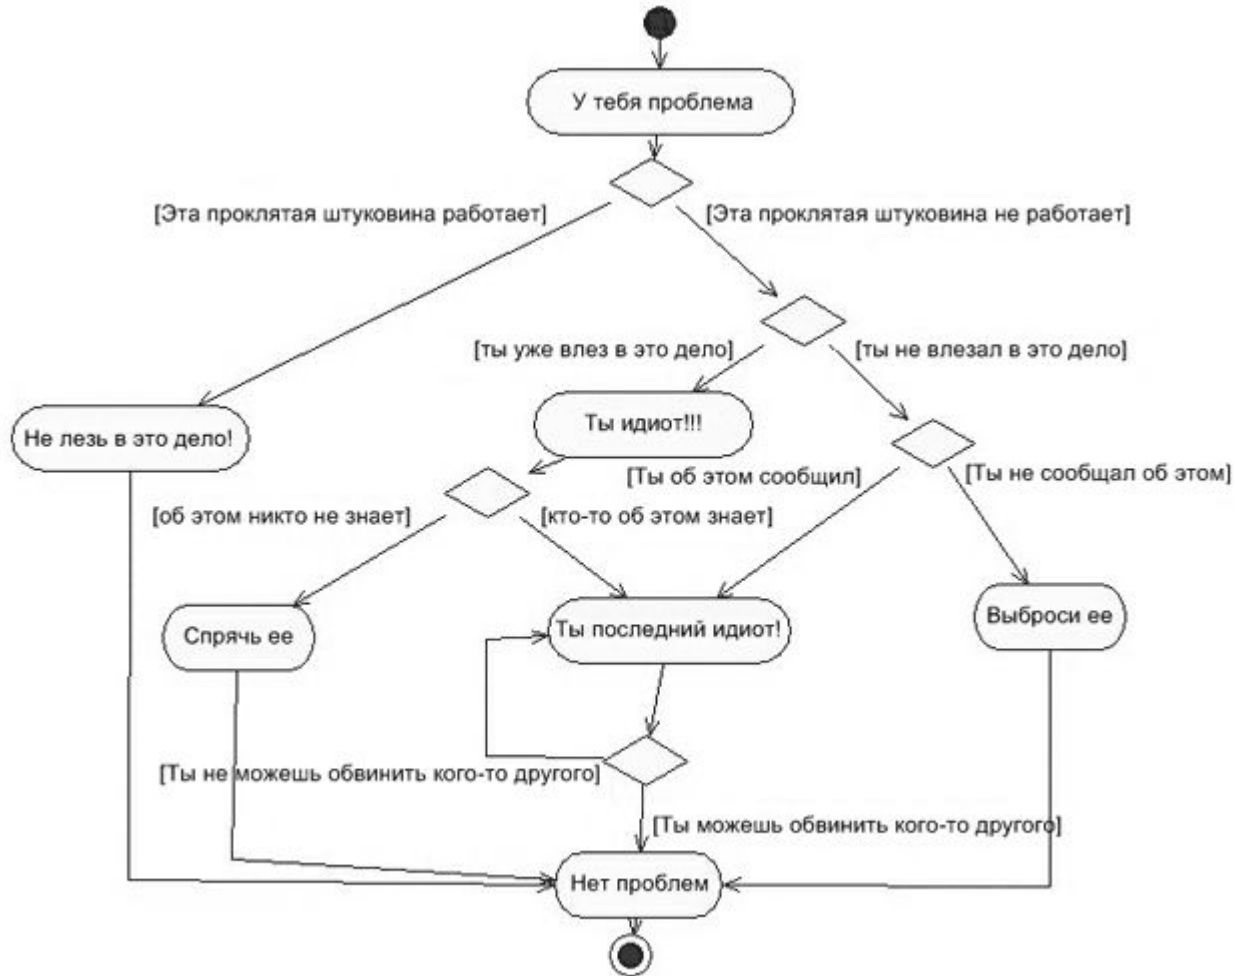 У тебя проблема
[Эта проклятая штуковина работает]
[Эта проклятая штуковина не работает]
[ты уже влез в это дело]
[ты не влезал в это дело]
Не лезь в это дело!
Ты идиот!!!
[Ты об этом сообщил]
[Ты не сообщал об этом]
[об этом никто не знает]
[кто-то об этом знает]
Спрячь ее
Ты последний идиот!
Выброси ее
[Ты не можешь обвинить кого-то другого]
[Ты можешь обвинить кого-то другого]
Нет проблем